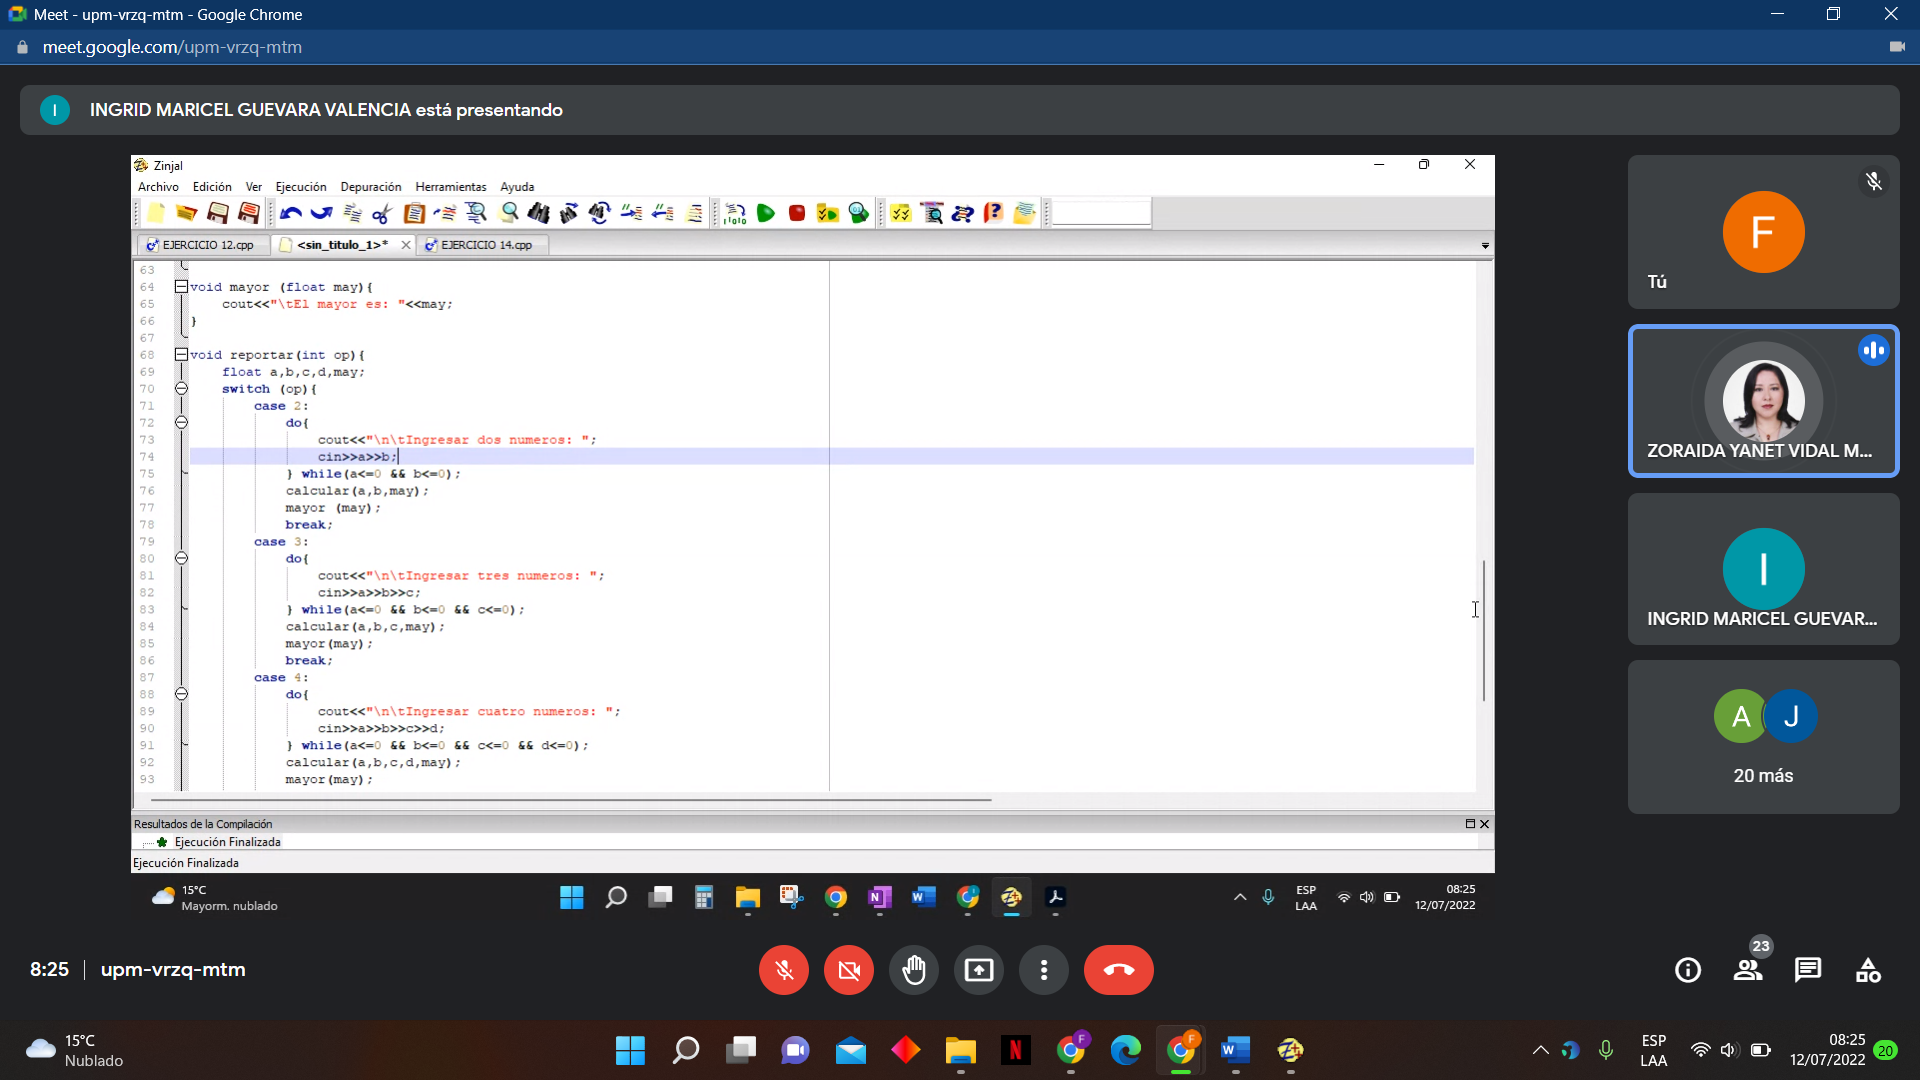 Meet - upm-vrzq-mtm - Google Chrome
meet.google.com/upm-vrzq-mtm
I INGRID MARICEL GUEVARA VALENCIA está presentando
ZinjaI
Archivo Edición Ver Ejecución Depuración Herramientas Ayuda
EJERCICIO 12.cpp <sin_titulo_1>* EJERCICIO 14.cpp
63
64 void mayor (float may){
65 cout<<"\tEl mayor es: "<<may;
66 }
67
68 void reportar(int op){
69 float a,b,c,d,may;
70 switch (op){
71 case 2:
72 do{
73 cout<<"\n\tIngresar dos numeros: ";
74 cin>>a>>b;
75 } while(a<=0 && b<=0);
76 calcular(a,b,may);
77 mayor (may);
78 break;
79 case 3:
80 do{
81 cout<<"\n\tIngresar tres numeros: ";
82 cin>>a>>b>>c;
83 } while(a<=0 && b<=0 && c<=0);
84 calcular(a,b,c,may);
85 mayor(may);
86 break;
87 case 4:
88 do{
89 cout<<"\n\tIngresar cuatro numeros: ";
90 cin>>a>>b>>c>>d;
91 } while(a<=0 && b<=0 && c<=0 && d<=0);
92 calcular(a,b,c,d,may);
93 mayor(may);
Resultados de la Compilación
Ejecución Finalizada
Ejecución Finalizada
15°C
Mayorm. nublado
ESP
LAA
08:25
12/07/2022
F
Tú
ZORAIDA YANET VIDAL M...
I
INGRID MARICEL GUEVAR...
A J
20 más
8:25 upm-vrzq-mtm
23
15°C
Nublado
ESP
LAA
08:25
12/07/2022
20